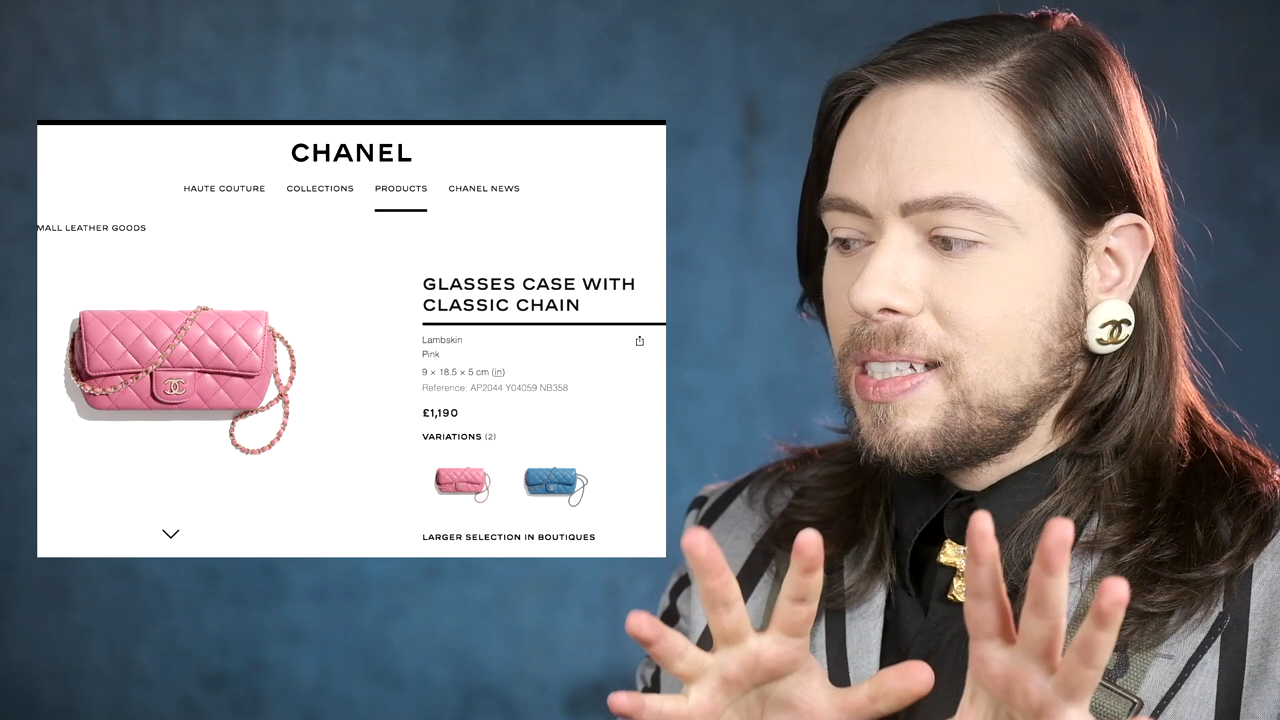 CHANEL
HAUTE COUTURE COLLECTIONS PRODUCTS CHANEL NEWS
MALL LEATHER GOODS
GLASSES CASE WITH
CLASSIC CHAIN
Lambskin
Pink
9 × 18.5 × 5 cm (in)
Reference: AP2044 Y04059 NB358
£1,190
VARIATIONS (2)
LARGER SELECTION IN BOUTIQUES